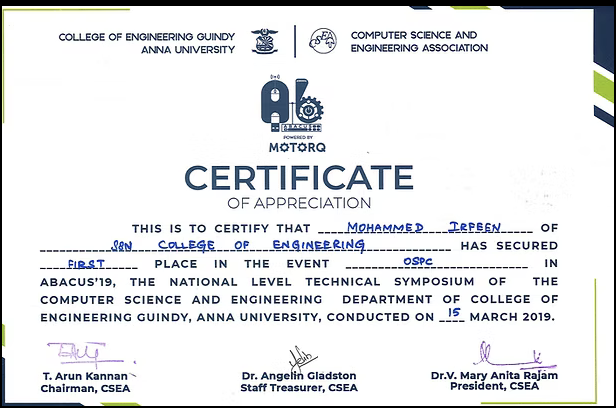 COLLEGE OF ENGINEERING GUINDY
ANNA UNIVERSITY
COMPUTER SCIENCE AND
ENGINEERING ASSOCIATION
CSEA
Ab
ABACUS
POWERED BY
MOTORQ
CERTIFICATE
OF APPRECIATION
THIS IS TO CERTIFY THAT MOHAMMED IRFEEN OF
SSN COLLEGE OF ENGINEERING HAS SECURED
FIRST PLACE IN THE EVENT OSPC IN
ABACUS'19, THE NATIONAL LEVEL TECHNICAL SYMPOSIUM OF THE
COMPUTER SCIENCE AND ENGINEERING DEPARTMENT OF COLLEGE OF
ENGINEERING GUINDY, ANNA UNIVERSITY, CONDUCTED ON 15 MARCH 2019.
T. Arun Kannan
Chairman, CSEA
Dr. Angelin Gladston
Staff Treasurer, CSEA
Dr.V. Mary Anita Rajam
President, CSEA